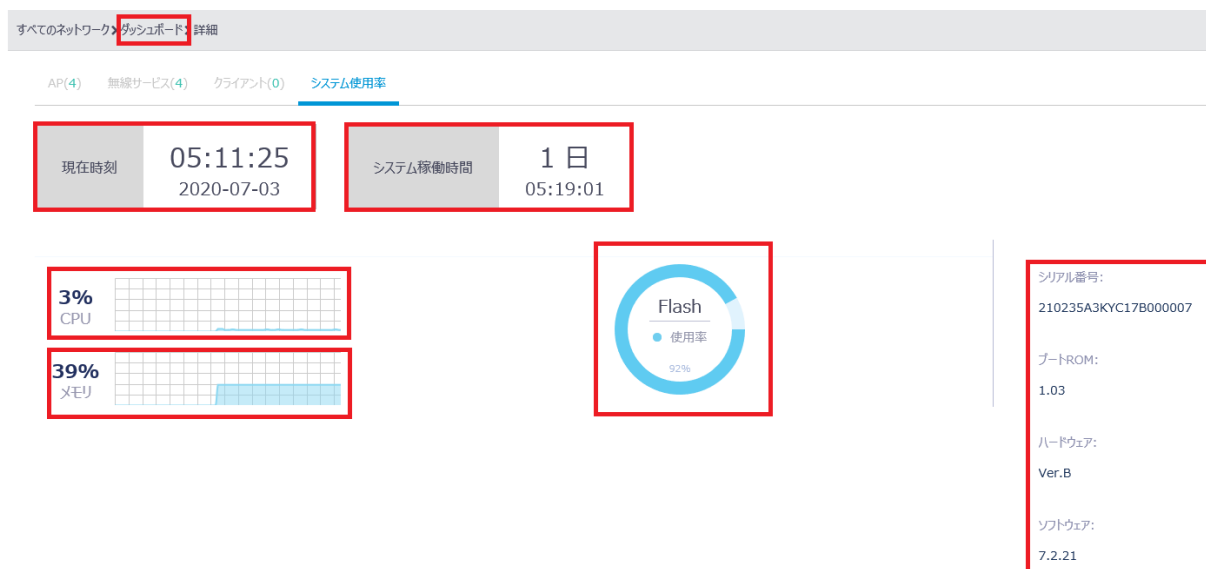 すべてのネットワーク❯ダッシュボード❯詳細
AP(4) 無線サービス(4) クライアント(0) システム使用率
現在時刻
05:11:25
2020-07-03
システム稼働時間
1 日
05:19:01
3%
CPU
39%
メモリ
Flash
使用率
92%
シリアル番号:
210235A3KYC17B000007
ブートROM:
1.03
ハードウェア:
Ver.B
ソフトウェア:
7.2.21